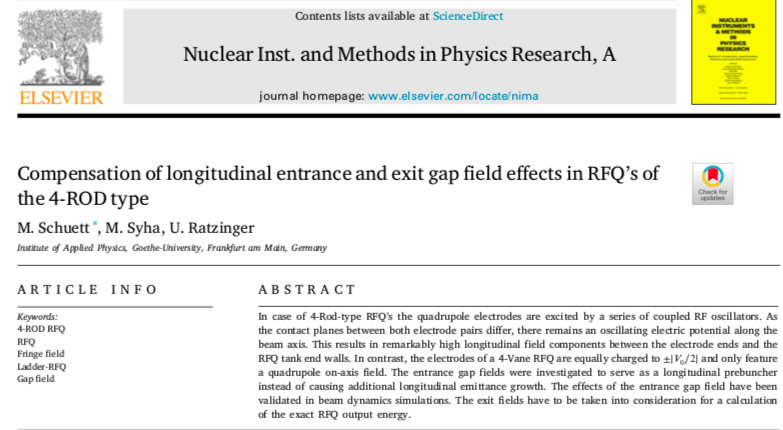 Contents lists available at ScienceDirect
Nuclear Inst. and Methods in Physics Research, A
journal homepage: www.elsevier.com/locate/nima
ELSEVIER
NUCLEAR
INSTRUMENTS
& METHODS
IN
PHYSICS
RESEARCH
Compensation of longitudinal entrance and exit gap field effects in RFQ's of
the 4-ROD type
Check for
updates
M. Schuett *, M. Syha, U. Ratzinger
Institute of Applied Physics, Goethe-University, Frankfurt am Main, Germany
ARTICLE INFO
Keywords:
4-ROD RFQ
RFQ
Fringe field
Ladder-RFQ
Gap field
ABSTRACT
In case of 4-Rod-type RFQ's the quadrupole electrodes are excited by a series of coupled RF oscillators. As
the contact planes between both electrode pairs differ, there remains an oscillating electric potential along the
beam axis. This results in remarkably high longitudinal field components between the electrode ends and the
RFQ tank end walls. In contrast, the electrodes of a 4-Vane RFQ are equally charged to ±|V₀/2| and only feature
a quadrupole on-axis field. The entrance gap fields were investigated to serve as a longitudinal prebuncher
instead of causing additional longitudinal emittance growth. The effects of the entrance gap field have been
validated in beam dynamics simulations. The exit fields have to be taken into consideration for a calculation
of the exact RFQ output energy.